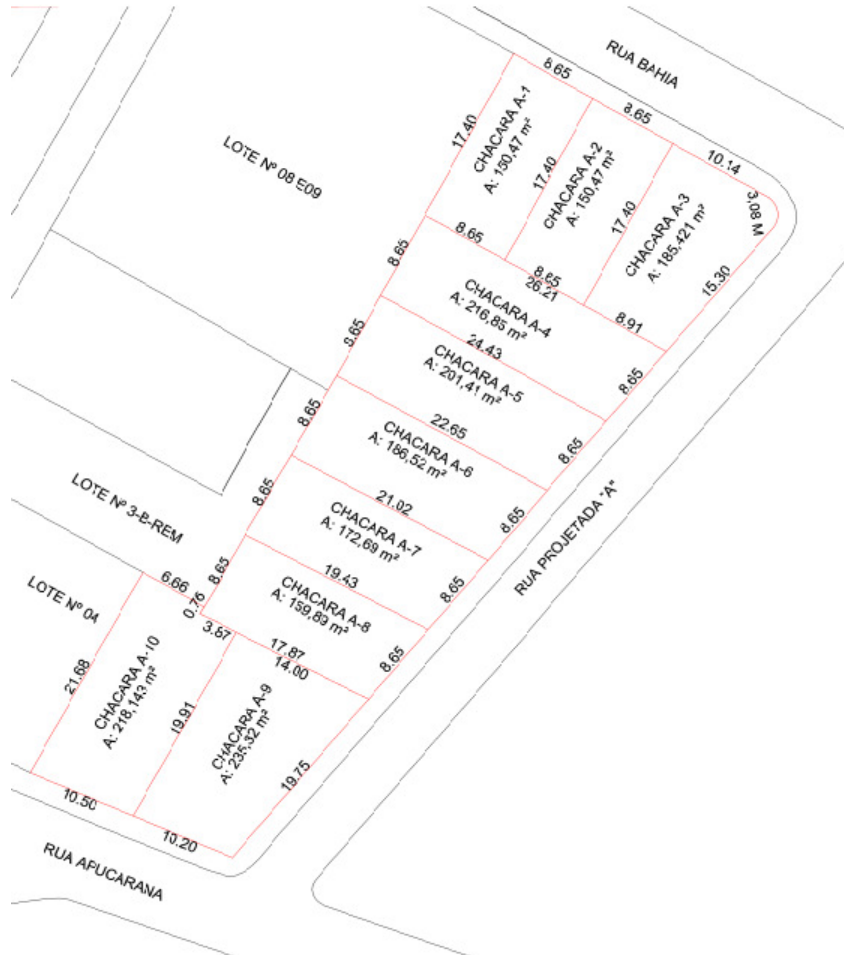 RUA BAHIA
8.65
8.65
10.14
3,08 M
CHACARA A-1
A: 150,47 m²
17.40
CHACARA A-2
A: 150,47 m²
17.40
CHACARA A-3
A: 185,421 m²
17.40
15.30
LOTE Nº 08 E09
8.65
8.65
8.65
26.21
8.91
CHACARA A-4
A: 216,85 m²
8.65
8.65
24.43
CHACARA A-5
A: 201,41 m²
8.65
8.65
22.65
CHACARA A-6
A: 186,52 m²
8.65
8.65
21.02
CHACARA A-7
A: 172,69 m²
8.65
8.65
19.43
CHACARA A-8
A: 159,89 m²
8.65
RUA PROJETADA "A"
LOTE Nº 3-B-REM
LOTE Nº 04
6.66
0.76
3.87
17.87
14.00
21.68
CHACARA A-10
A: 218,143 m²
19.91
CHACARA A-9
A: 235,32 m²
19.75
10.50
10.20
RUA APUCARANA